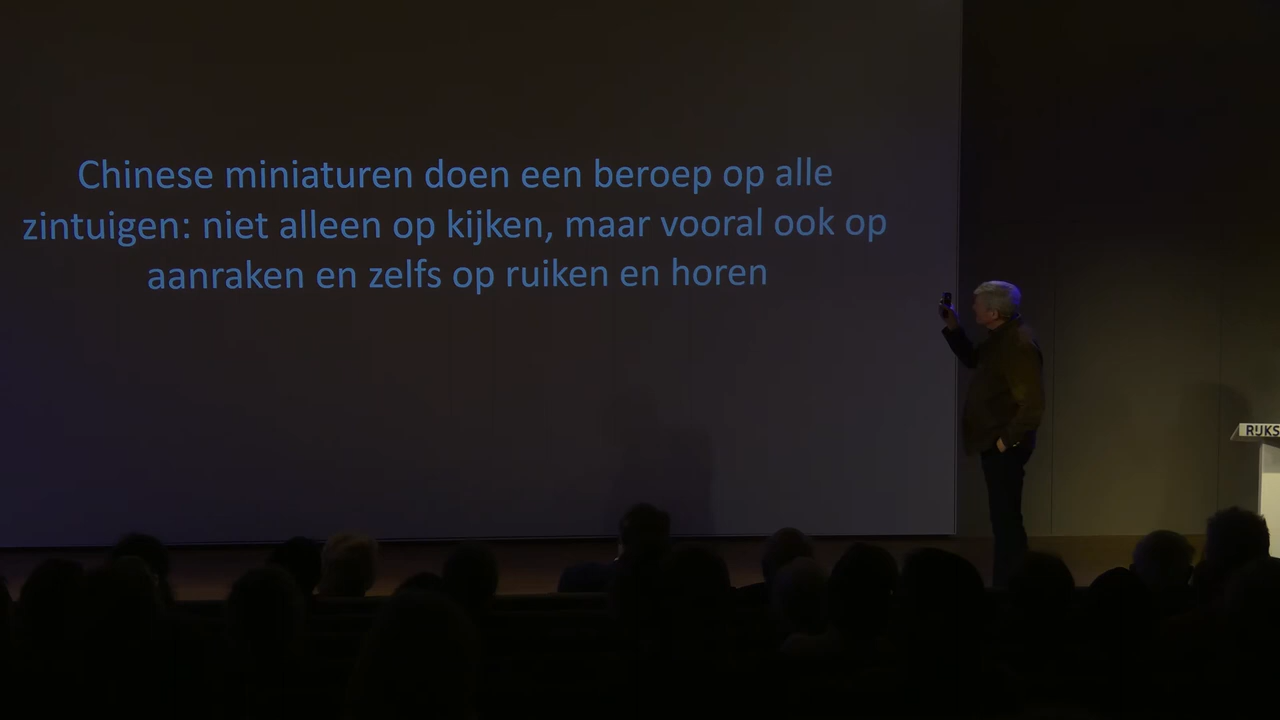 Chinese miniaturen doen een beroep op alle
zintuigen: niet alleen op kijken, maar vooral ook op
aanraken en zelfs op ruiken en horen
RIJKS